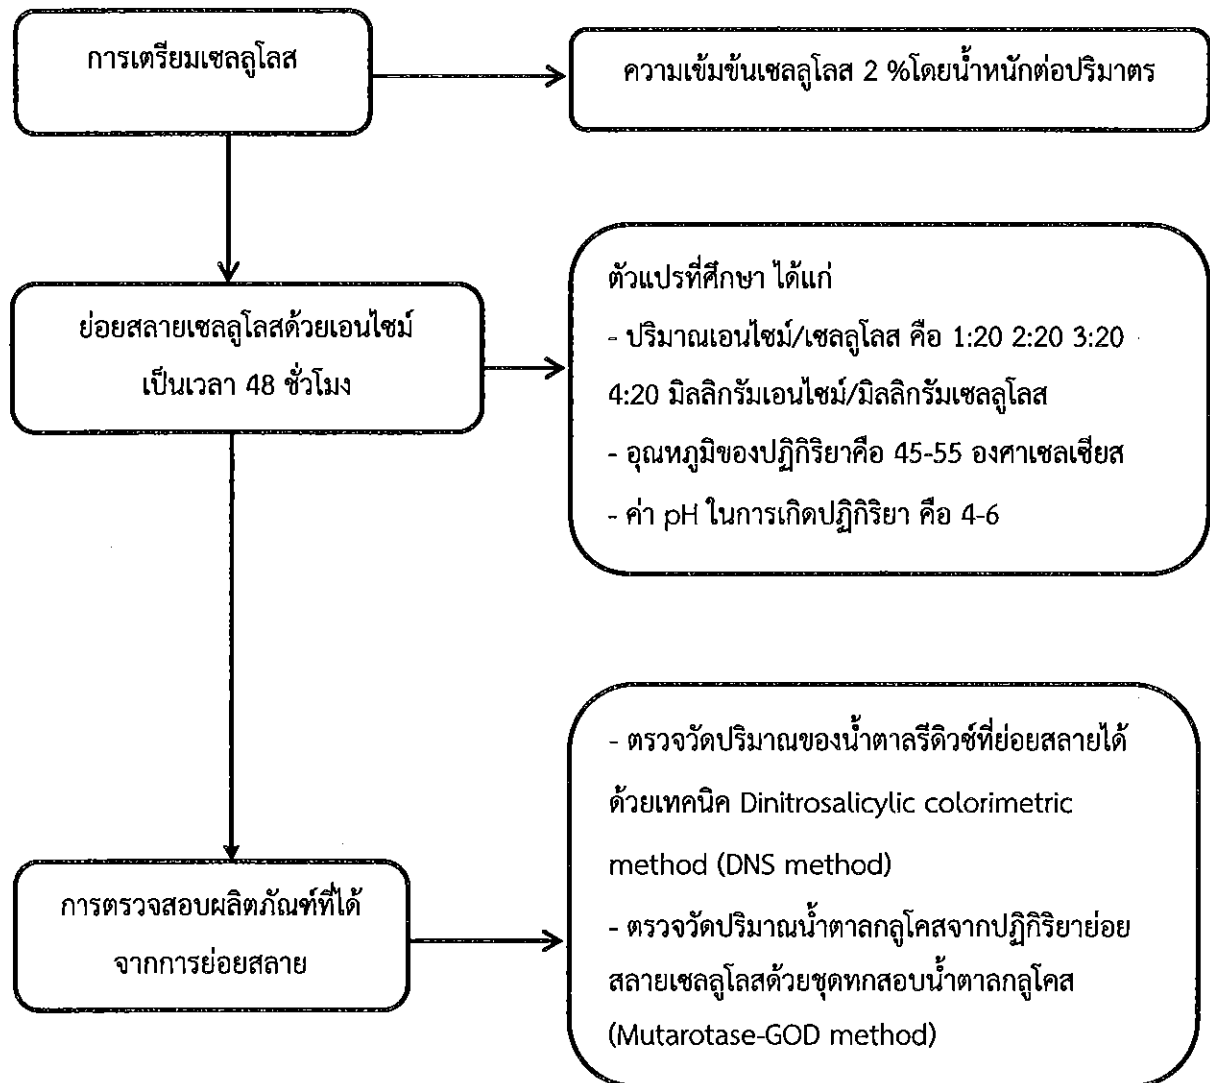 การเตรียมเซลลูโลส
ความเข้มข้นเซลลูโลส 2 %โดยน้ำหนักต่อปริมาตร
ย่อยสลายเซลลูโลสด้วยเอนไซม์
เป็นเวลา 48 ชั่วโมง
ตัวแปรที่ศึกษา ได้แก่
- ปริมาณเอนไซม์/เซลลูโลส คือ 1:20 2:20 3:20
4:20 มิลลิกรัมเอนไซม์/มิลลิกรัมเซลลูโลส
- อุณหภูมิของปฏิกิริยาคือ 45-55 องศาเซลเซียส
- ค่า pH ในการเกิดปฏิกิริยา คือ 4-6
การตรวจสอบผลิตภัณฑ์ที่ได้
จากการย่อยสลาย
- ตรวจวัดปริมาณของน้ำตาลรีดิวซ์ที่ย่อยสลายได้
ด้วยเทคนิค Dinitrosalicylic colorimetric
method (DNS method)
- ตรวจวัดปริมาณน้ำตาลกลูโคสจากปฏิกิริยาย่อย
สลายเซลลูโลสด้วยชุดทกสอบน้ำตาลกลูโคส
(Mutarotase-GOD method)